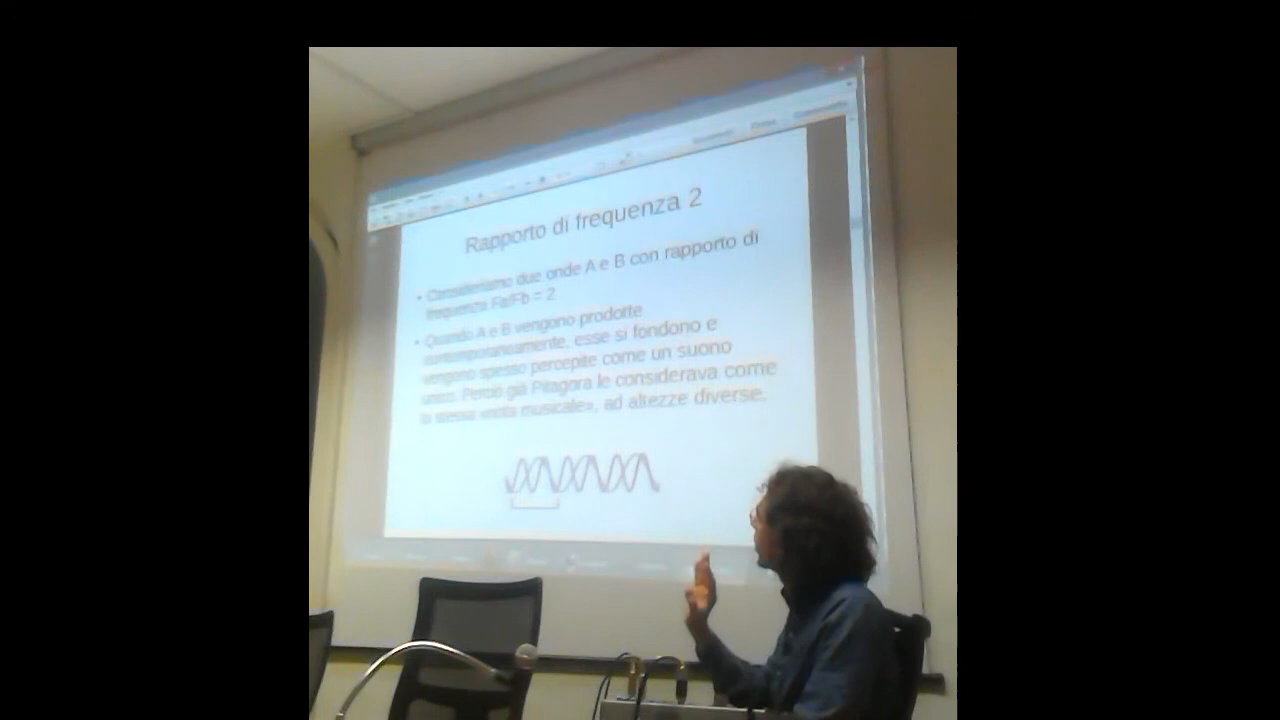 Rapporto di frequenza 2
• Consideriamo due onde A e B con rapporto di
frequenza Fa/Fb = 2
• Quando A e B vengono prodotte
contemporaneamente, esse si fondono e
vengono spesso percepite come un suono
unico. Perciò già Pitagora le considerava come
la stessa «nota musicale», ad altezze diverse.